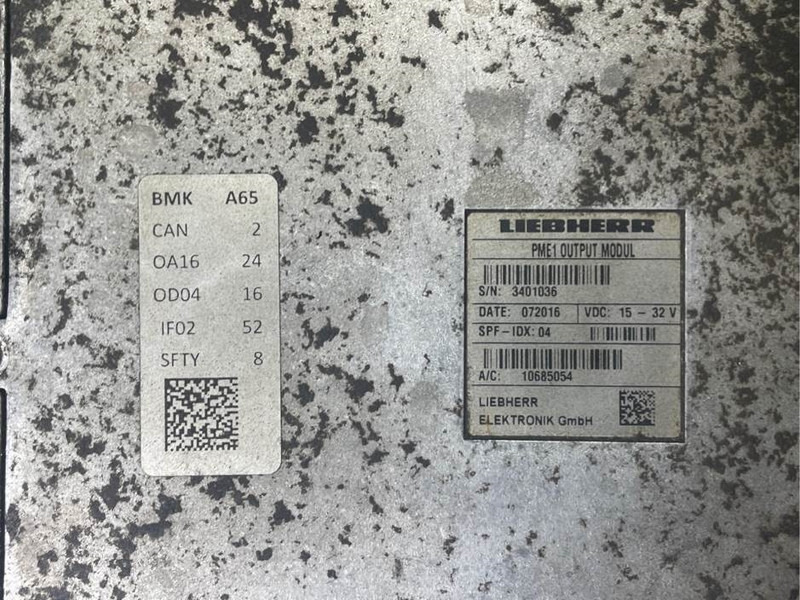 BMK A65
CAN 2
OA16 24
OD04 16
IF02 52
SFTY 8
LIEBHERR
PME1 OUTPUT MODUL
S/N: 3401036
DATE: 072016 VDC: 15 - 32 V
SPF-IDX: 04
A/C: 10685054
LIEBHERR
ELEKTRONIK GmbH